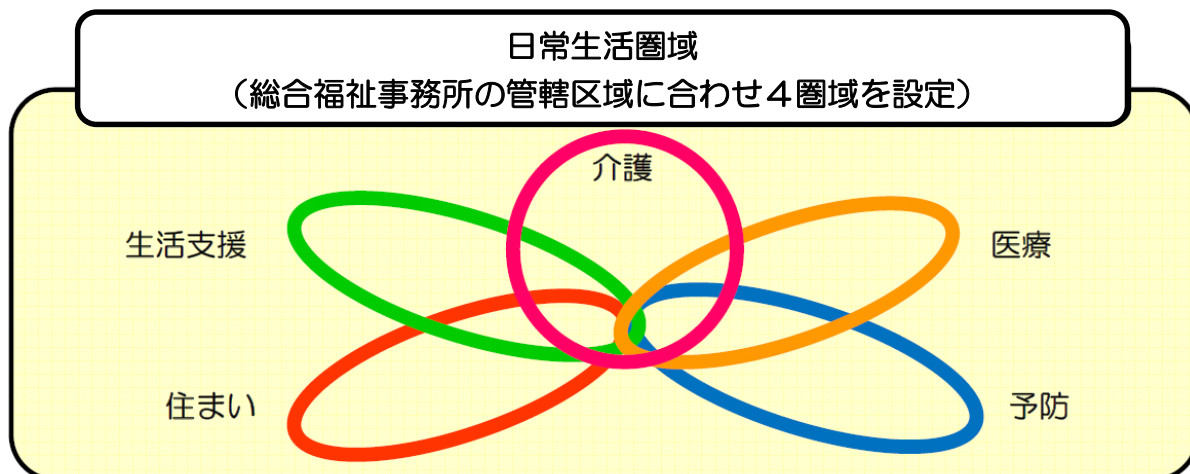 日常生活圏域
（総合福祉事務所の管轄区域に合わせ４圏域を設定）
介護
生活支援
医療
住まい
予防